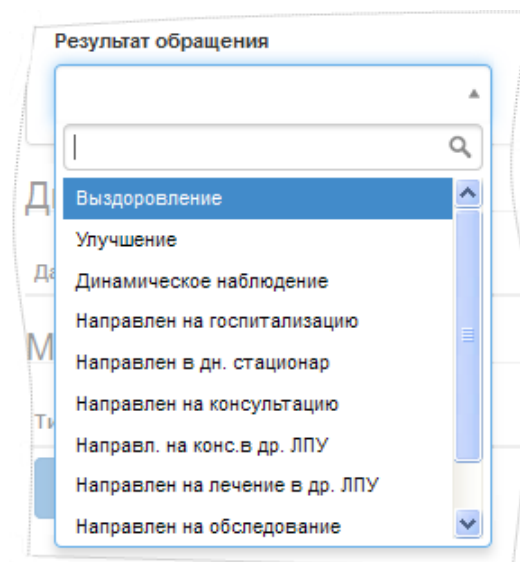 Результат обращения
Выздоровление
Улучшение
Динамическое наблюдение
Направлен на госпитализацию
Направлен в дн. стационар
Направлен на консультацию
Направл. на конс.в др. ЛПУ
Направлен на лечение в др. ЛПУ
Направлен на обследование